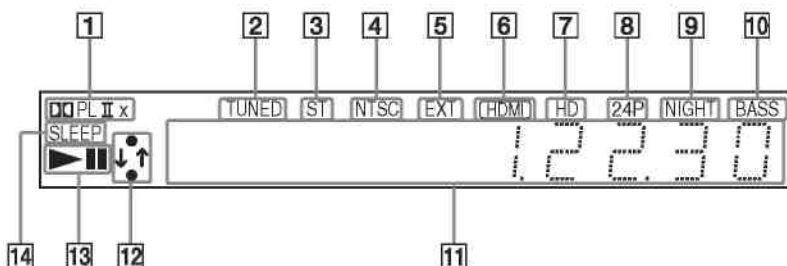 1 2 3 4 5 6 7 8 9 10
DD PL II x TUNED ST NTSC EXT HDMI HD 24P NIGHT BASS
SLEEP
1.22.30
14 13 12 11